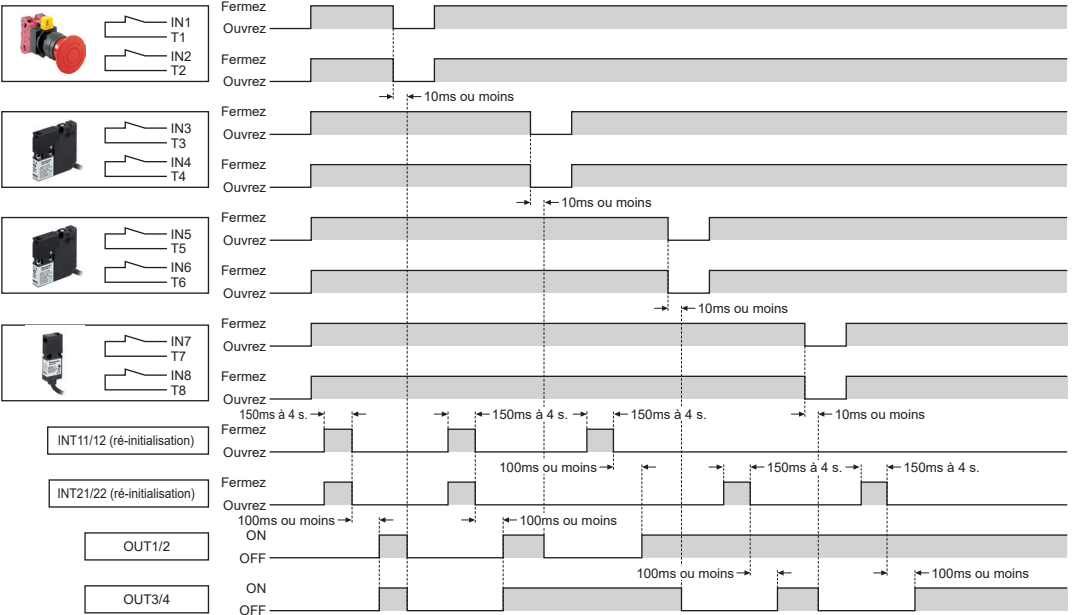 Fermez
IN1
T1
Ouvrez
IN2
T2
Fermez
Ouvrez
10ms ou moins
Fermez
IN3
T3
Ouvrez
IN4
T4
Fermez
Ouvrez
10ms ou moins
Fermez
IN5
T5
Ouvrez
IN6
T6
Fermez
Ouvrez
10ms ou moins
Fermez
IN7
T7
Ouvrez
IN8
T8
Fermez
Ouvrez
150ms à 4 s. 150ms à 4 s. 150ms à 4 s. 10ms ou moins
INT11/12 (ré-initialisation)
Fermez
Ouvrez
100ms ou moins 150ms à 4 s. 150ms à 4 s.
INT21/22 (ré-initialisation)
Fermez
Ouvrez
100ms ou moins 100ms ou moins
OUT1/2
ON
OFF
100ms ou moins 100ms ou moins
OUT3/4
ON
OFF